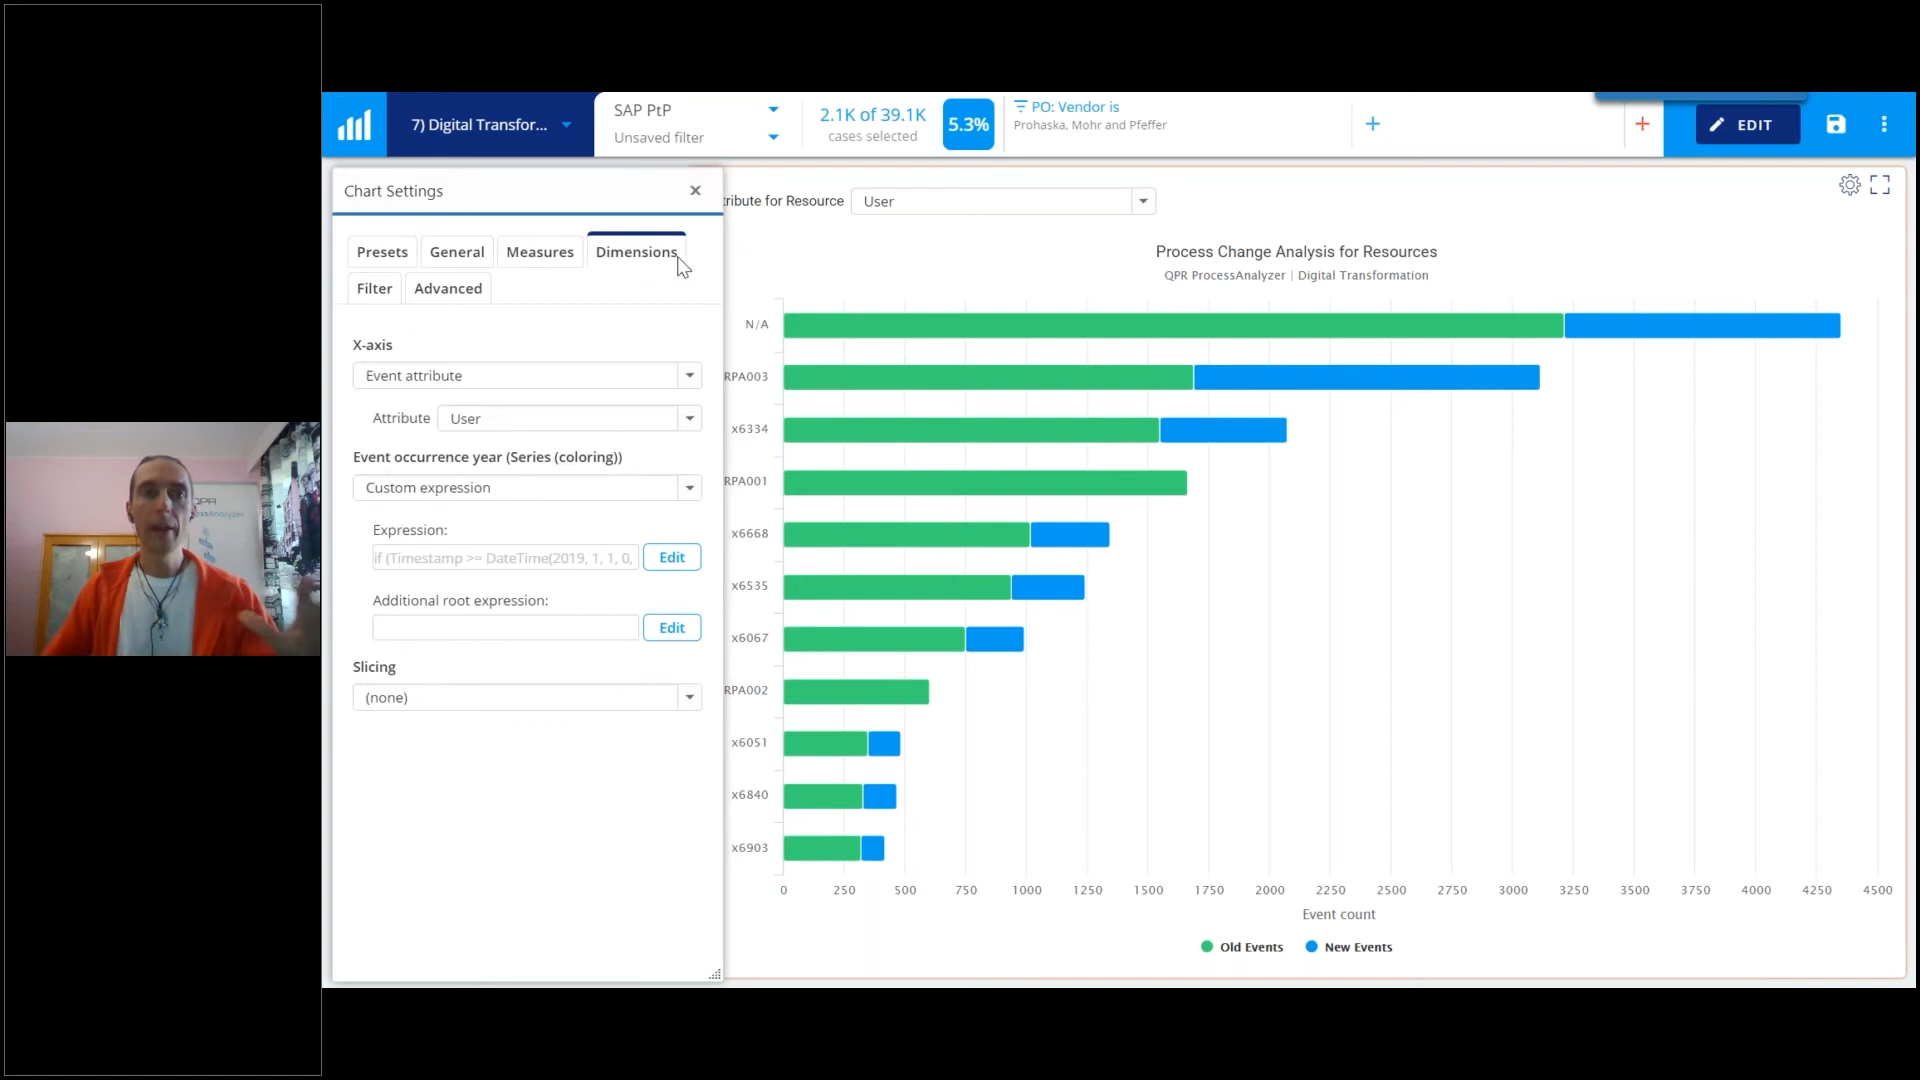 7) Digital Transfor...
SAP PtP
Unsaved filter
2.1K of 39.1K
cases selected
5.3%
PO: Vendor is
Prohaska, Mohr and Pfeffer
EDIT
Chart Settings
Presets
General
Measures
Dimensions
Filter
Advanced
X-axis
Event attribute
Attribute
User
Event occurrence year (Series (coloring))
Custom expression
Expression:
if (Timestamp >= DateTime(2019, 1, 1, 0,
Edit
Additional root expression:
Edit
Slicing
(none)
tribute for Resource
User
Process Change Analysis for Resources
QPR ProcessAnalyzer | Digital Transformation
N/A
RPA003
x6334
RPA001
x6668
x6535
x6067
RPA002
x6051
x6840
x6903
0 250 500 750 1000 1250 1500 1750 2000 2250 2500 2750 3000 3250 3500 3750 4000 4250 4500
Event count
Old Events
New Events
QPR